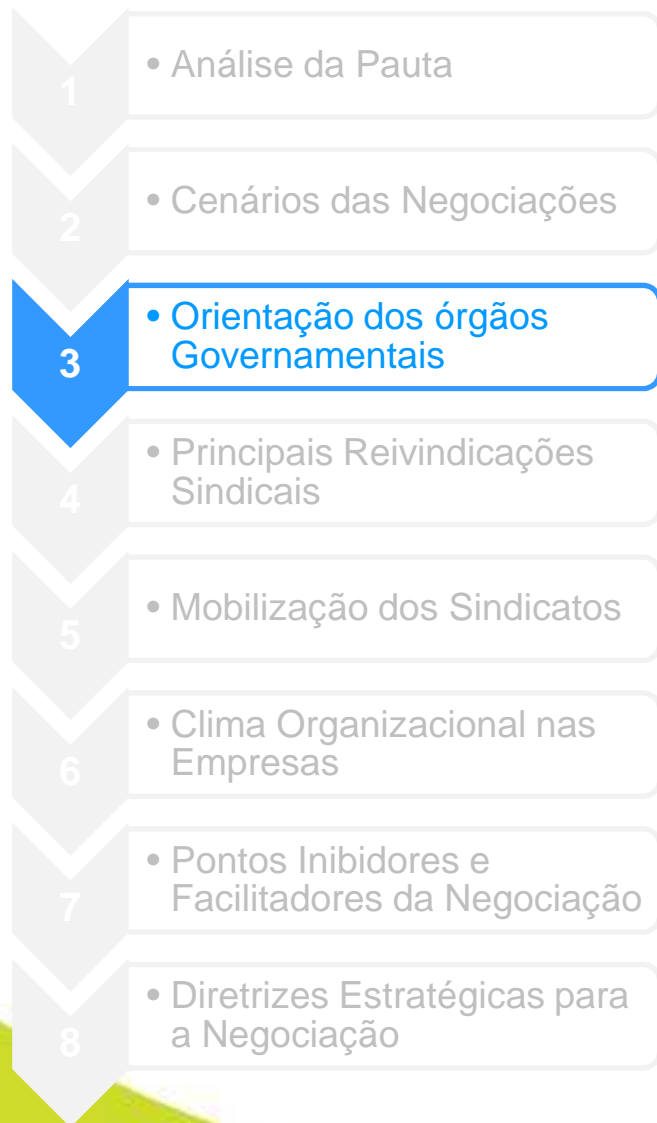 1
• Análise da Pauta
2
• Cenários das Negociações
3
• Orientação dos órgãos
Governamentais
4
• Principais Reivindicações
Sindicais
5
• Mobilização dos Sindicatos
6
• Clima Organizacional nas
Empresas
7
• Pontos Inibidores e
Facilitadores da Negociação
8
• Diretrizes Estratégicas para
a Negociação